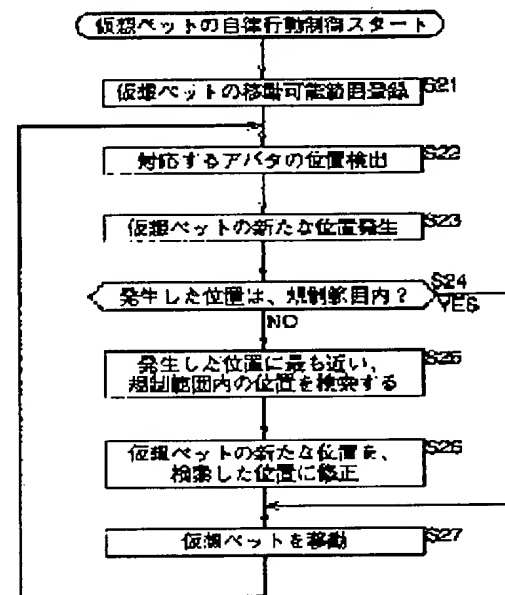 仮想ペットの自律行動制御スタート
仮想ペットの移動可能範囲登録
S21
対応するアバタの位置検出
S22
仮想ペットの新たな位置発生
S23
発生した位置は、規制範囲内？
S24
YES
NO
発生した位置に最も近い、
規制範囲内の位置を検索する
S25
仮想ペットの新たな位置を、
検索した位置に修正
S26
仮想ペットを移動
S27